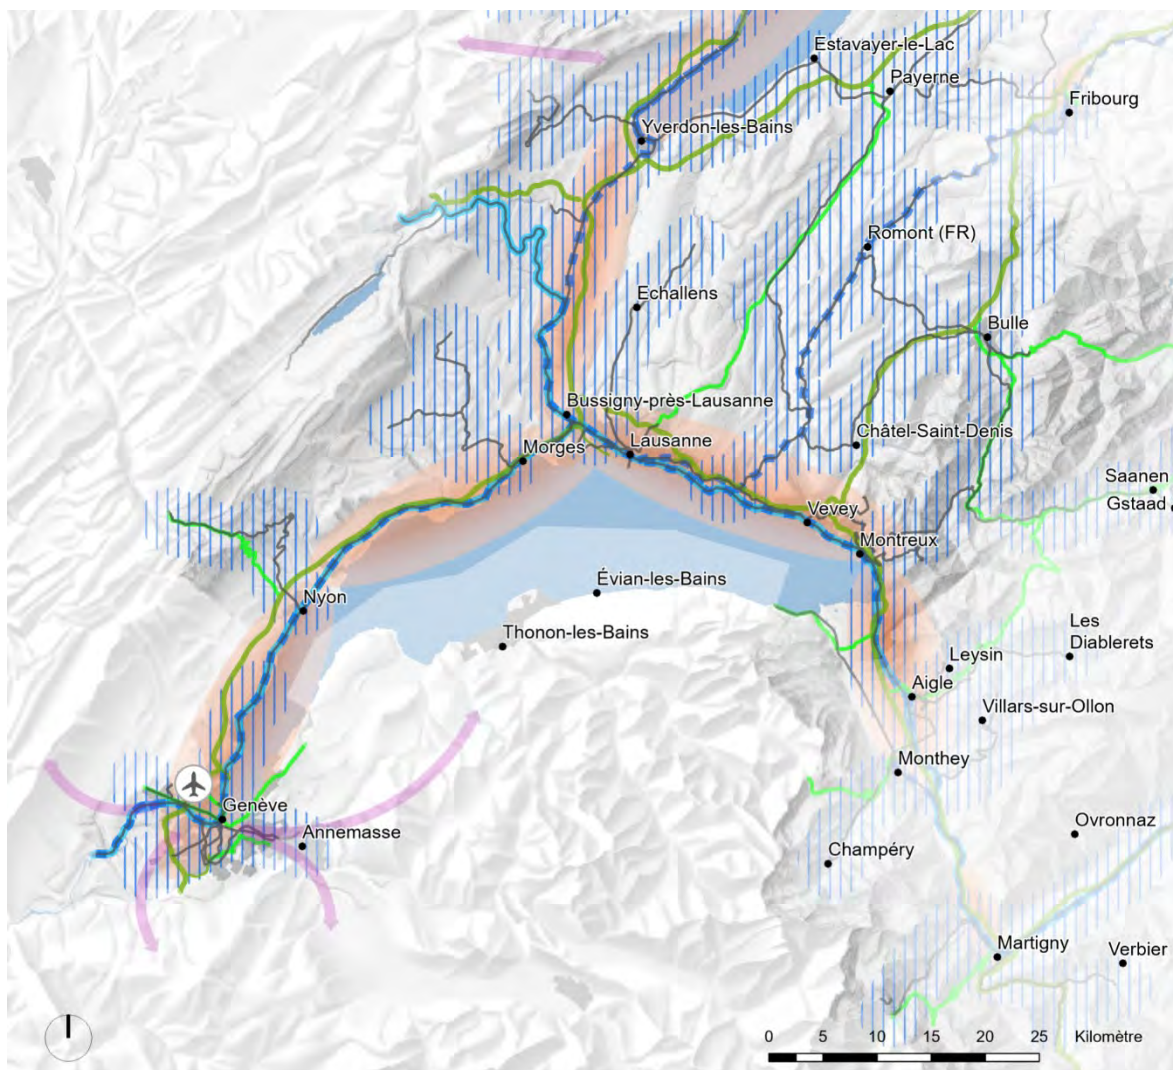 Estavayer-le-Lac
Payerne
Fribourg
Yverdon-les-Bains
Romont (FR)
Echallens
Bulle
Bussigny-près-Lausanne
Lausanne
Châtel-Saint-Denis
Morges
Saanen
Gstaad
Vevey
Montreux
Évian-les-Bains
Nyon
Thonon-les-Bains
Les
Diablerets
Leysin
Aigle
Villars-sur-Ollon
Monthey
Genève
Annemasse
Ovronnaz
Champéry
Martigny
Verbier
0 5 10 15 20 25 Kilomètre